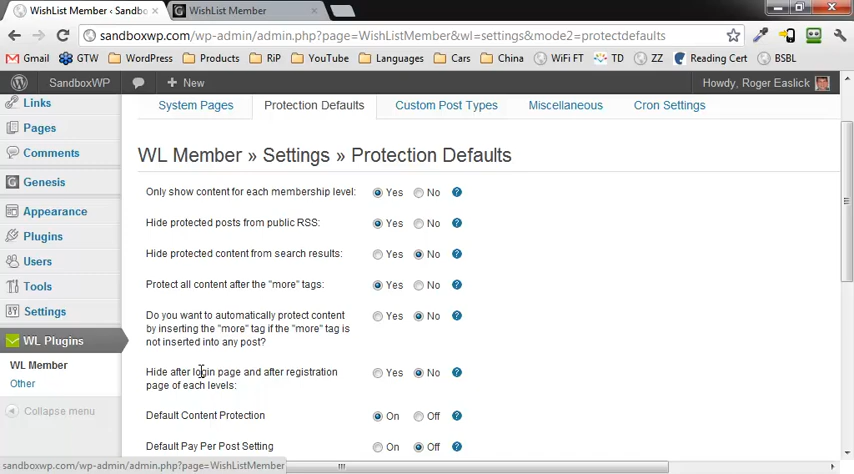 WishList Member ‹ Sandbo
WishList Member
sandboxwp.com/wp-admin/admin.php?page=WishListMember&wl=settings&mode2=protectdefaults
Gmail GTW WordPress Products RiP YouTube Languages Cars China WiFi FT TD ZZ Reading Cert BSBL
SandboxWP New Howdy, Roger Easlick
Links
Pages
Comments
Genesis
Appearance
Plugins
Users
Tools
Settings
WL Plugins
WL Member
Other
Collapse menu
System Pages Protection Defaults Custom Post Types Miscellaneous Cron Settings
WL Member » Settings » Protection Defaults
Only show content for each membership level: Yes No ?
Hide protected posts from public RSS: Yes No ?
Hide protected content from search results: Yes No ?
Protect all content after the "more" tags: Yes No ?
Do you want to automatically protect content Yes No ?
by inserting the "more" tag if the "more" tag is
not inserted into any post?
Hide after login page and after registration Yes No ?
page of each levels:
Default Content Protection On Off ?
Default Pay Per Post Setting On Off ?
sandboxwp.com/wp-admin/admin.php?page=WishListMember